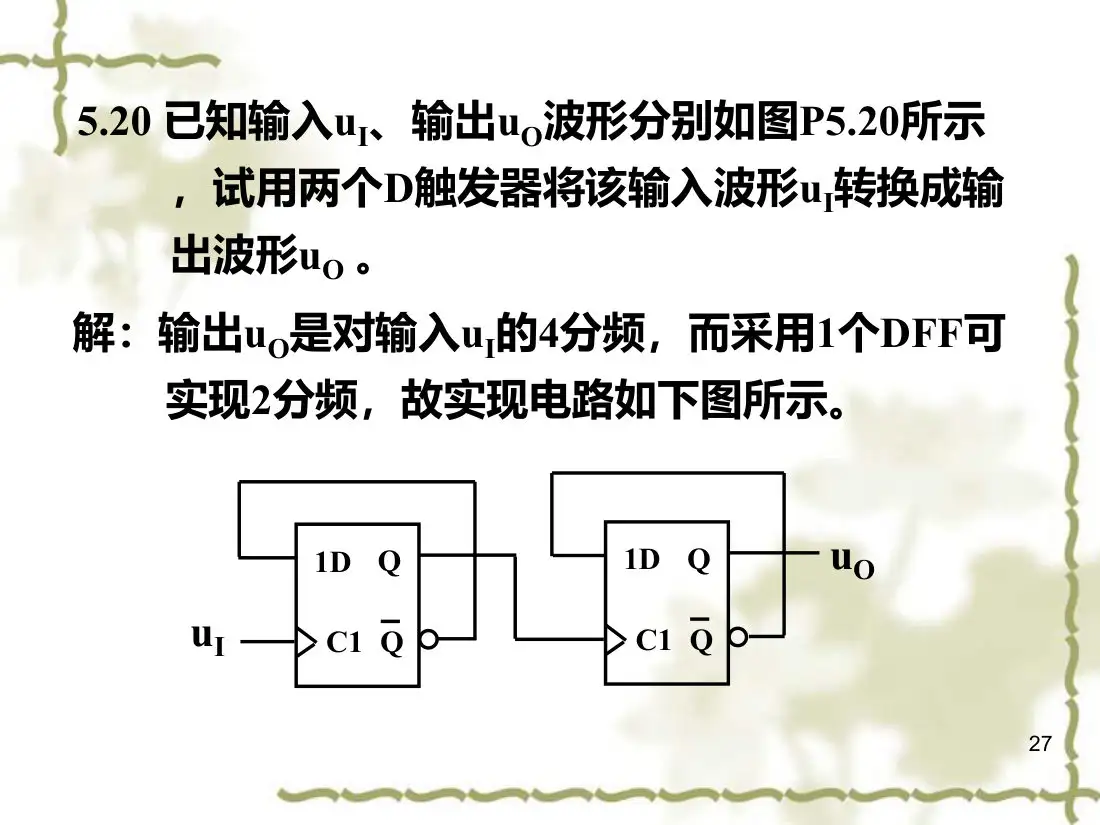 5.20 已知输入uI、输出uO波形分别如图P5.20所示
，试用两个D触发器将该输入波形uI转换成输
出波形uO 。
解：输出uO是对输入uI的4分频，而采用1个DFF可
实现2分频，故实现电路如下图所示。
1D Q
1D Q
uO
uI
C1 Q̅
C1 Q̅
27